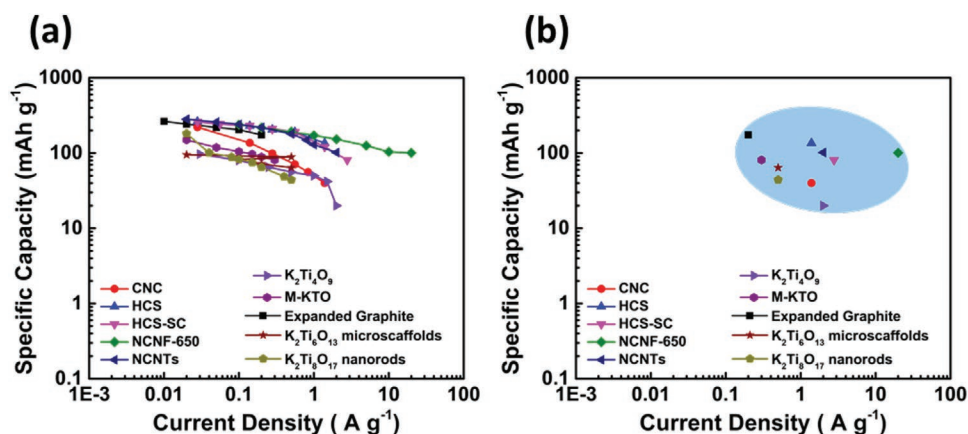 (a)
Specific Capacity (mAh g⁻¹)
1000
100
10
1
0.1
1E-3
0.01
0.1
1
10
100
Current Density ( A g⁻¹)
CNC
HCS
HCS-SC
NCNF-650
NCNTs
K₂Ti₄O₉
M-KTO
Expanded Graphite
K₂Ti₆O₁₃ microscaffolds
K₂Ti₈O₁₇ nanorods
(b)
Specific Capacity (mAh g⁻¹)
1000
100
10
1
0.1
1E-3
0.01
0.1
1
10
100
Current Density ( A g⁻¹)
CNC
HCS
HCS-SC
NCNF-650
NCNTs
K₂Ti₄O₉
M-KTO
Expanded Graphite
K₂Ti₆O₁₃ microscaffolds
K₂Ti₈O₁₇ nanorods